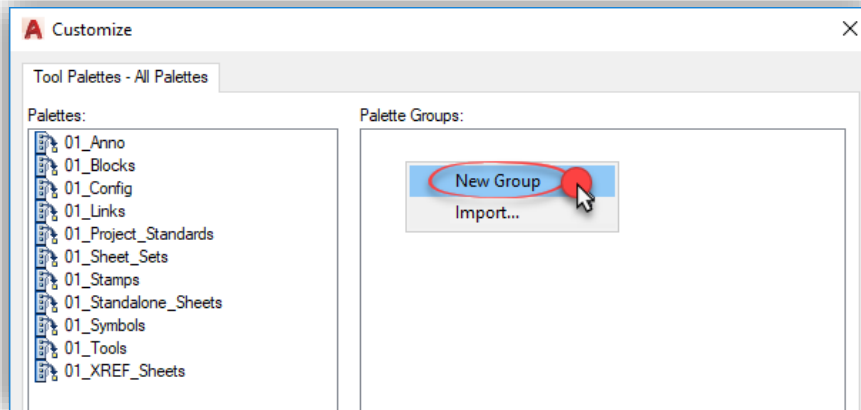 Customize
Tool Palettes - All Palettes
Palettes:
01_Anno
01_Blocks
01_Config
01_Links
01_Project_Standards
01_Sheet_Sets
01_Stamps
01_Standalone_Sheets
01_Symbols
01_Tools
01_XREF_Sheets
Palette Groups:
New Group
Import...